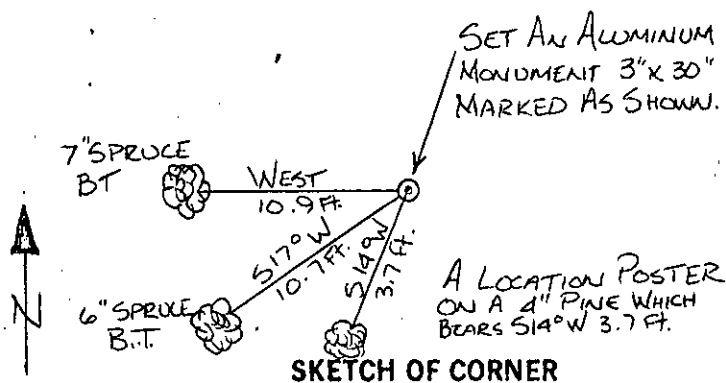 SET AN ALUMINUM
MONUMENT 3"x 30"
MARKED AS SHOWN.
7" SPRUCE
BT
WEST
10.9 Ft.
S17°W
10.7 Ft.
S14°W
3.7 Ft.
N
6" SPRUCE
B.T.
A LOCATION POSTER
ON A 4" PINE WHICH
BEARS S14°W 3.7 Ft.
SKETCH OF CORNER